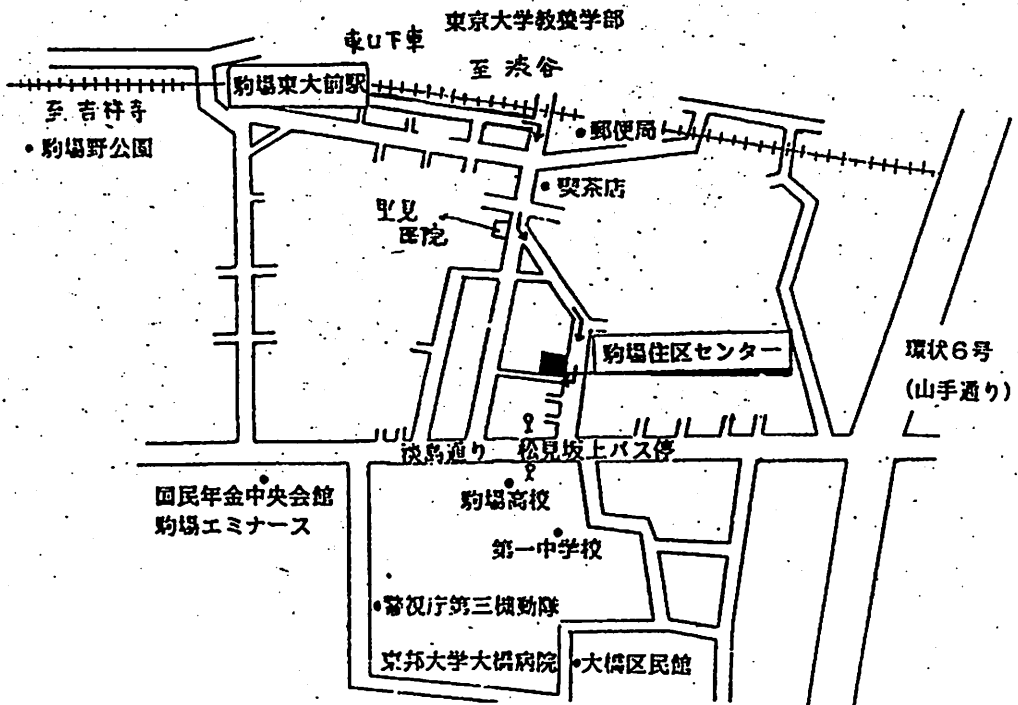 東京大学教養学部
東口下車
至 渋谷
駒場東大前駅
至 吉祥寺
郵便局
駒場野公園
喫茶店
里見
医院
駒場住区センター
環状6号
(山手通り)
淡島通り
松見坂上バス停
国民年金中央会館
駒場エミナース
駒場高校
第一中学校
警視庁第三機動隊
東邦大学大橋病院
大橋区民館